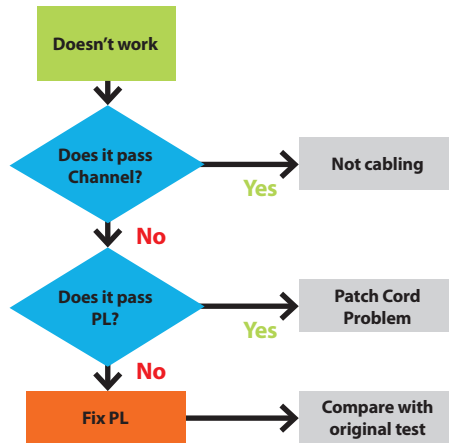 Doesn't work
Does it pass
Channel?
Yes
Not cabling
No
Does it pass
PL?
Yes
Patch Cord
Problem
No
Fix PL
Compare with
original test